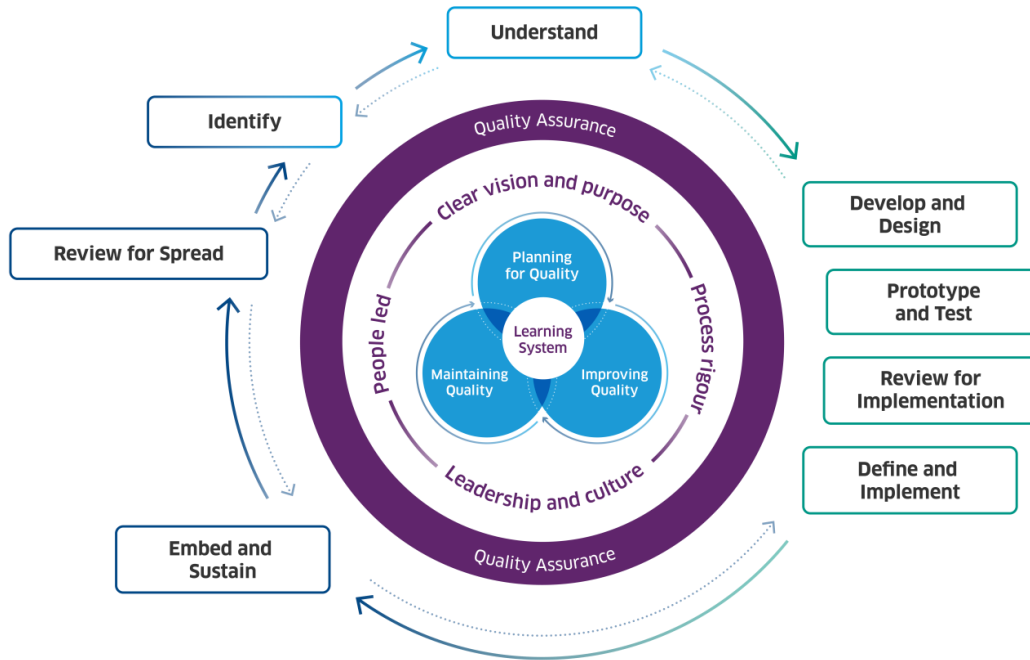 Understand
Identify
Review for Spread
Embed and
Sustain
Develop and
Design
Prototype
and Test
Review for
Implementation
Define and
Implement
Quality Assurance
Clear vision and purpose
People led
Process rigour
Leadership and culture
Planning
for Quality
Learning
System
Maintaining
Quality
Improving
Quality
Quality Assurance